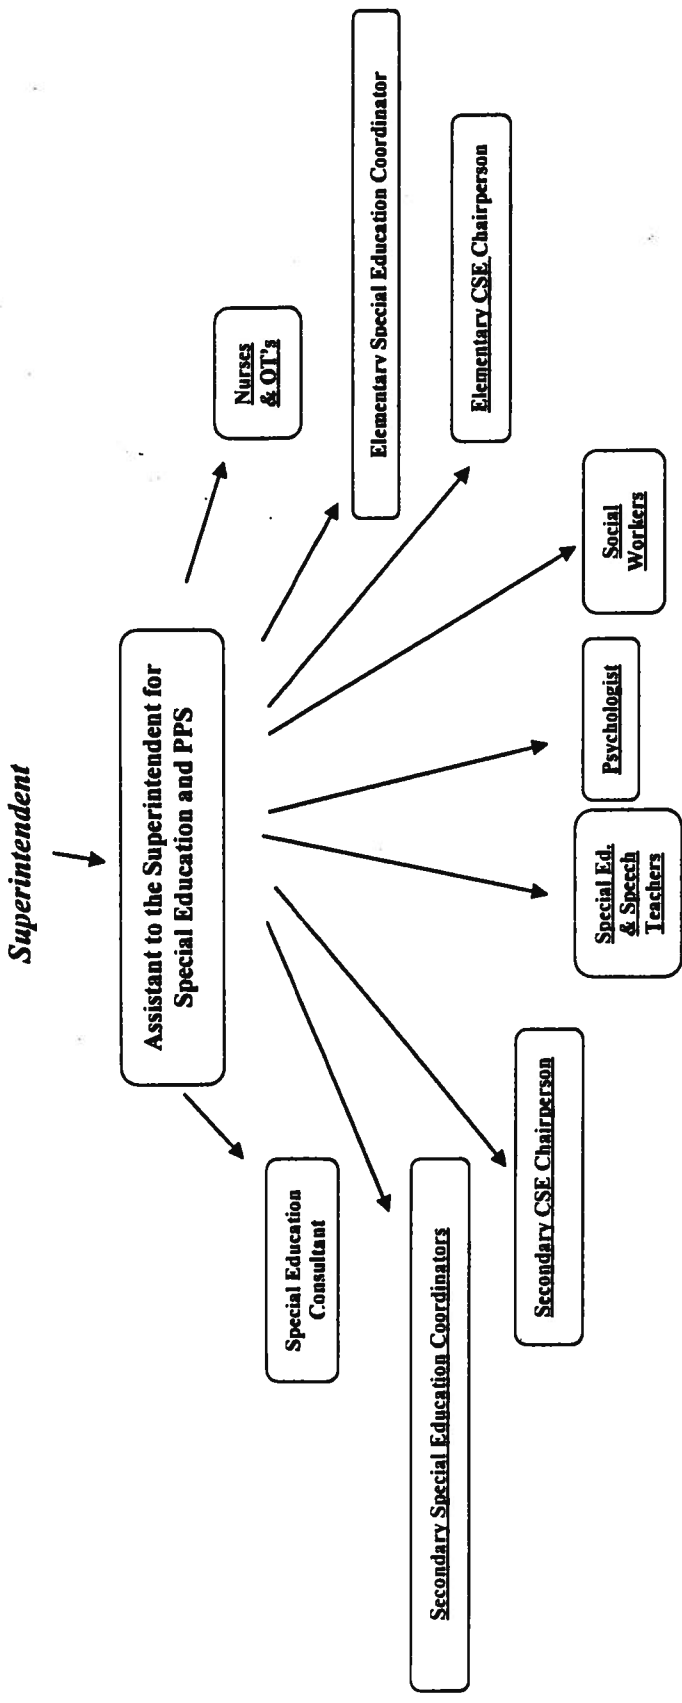 Superintendent
Assistant to the Superintendent for
Special Education and PPS
Special Education
Consultant
Secondary Special Education Coordinators
Secondary CSE Chairperson
Special Ed.
& Speech
Teachers
Psychologist
Social
Workers
Elementary CSE Chairperson
Elementary Special Education Coordinator
Nurses
& OT's